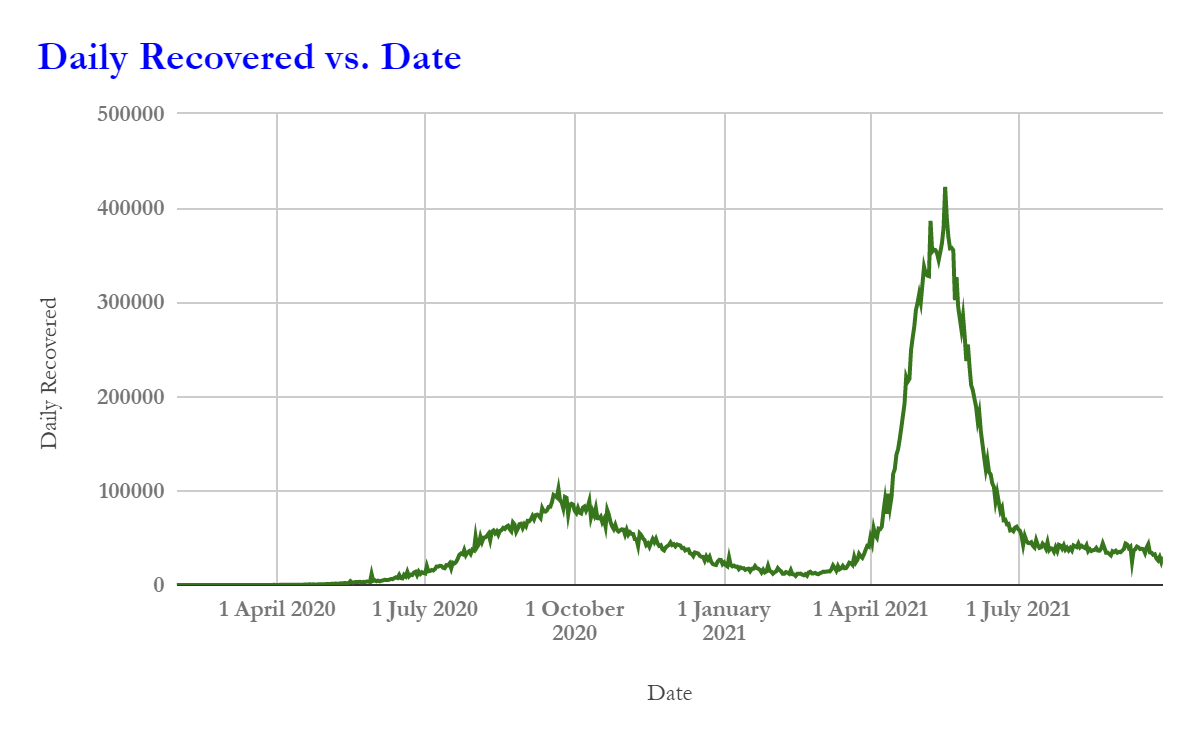 Daily Recovered vs. Date
500000
400000
300000
200000
100000
0
Daily Recovered
1 April 2020
1 July 2020
1 October
2020
1 January
2021
1 April 2021
1 July 2021
Date